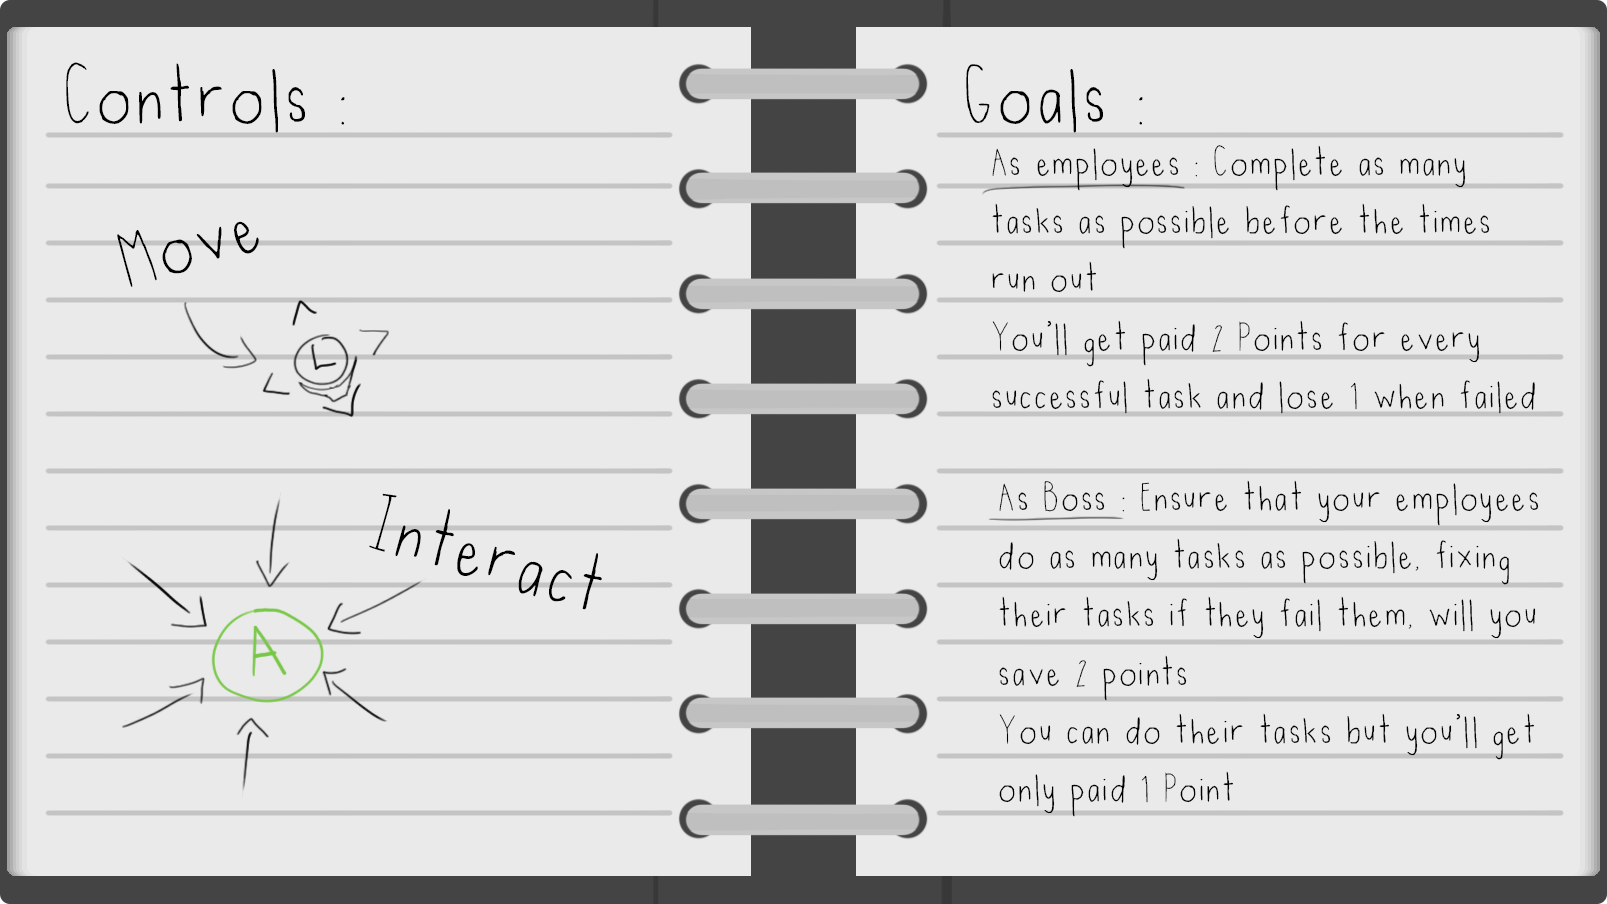 Controls :
Move
L
Interact
A
Goals :
As employees : Complete as many
tasks as possible before the times
run out
You'll get paid 2 Points for every
successful task and lose 1 when failed
As Boss : Ensure that your employees
do as many tasks as possible, fixing
their tasks if they fail them, will you
save 2 points
You can do their tasks but you'll get
only paid 1 Point